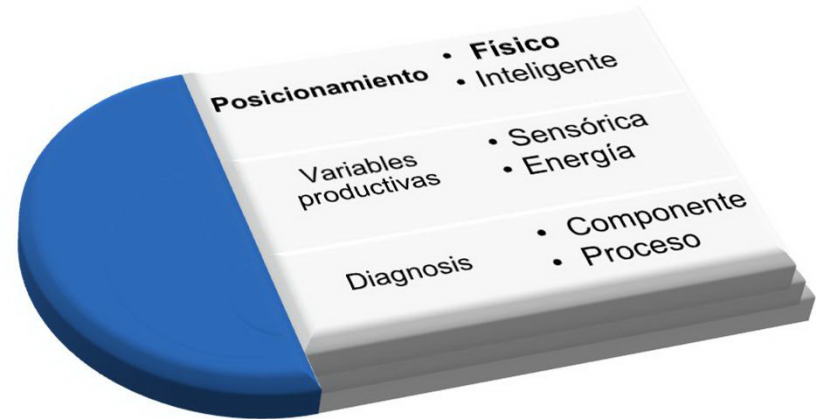 Posicionamiento
• Físico
• Inteligente
Variables
productivas
• Sensórica
• Energía
Diagnosis
• Componente
• Proceso